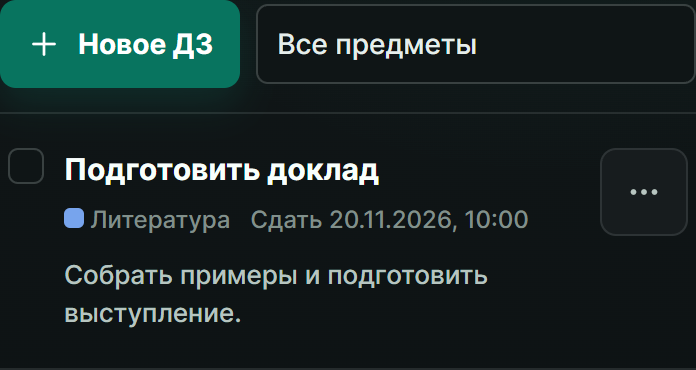 Новое ДЗ
Все предметы
Подготовить доклад
Литература Сдать 20.11.2026, 10:00
Собрать примеры и подготовить
выступление.